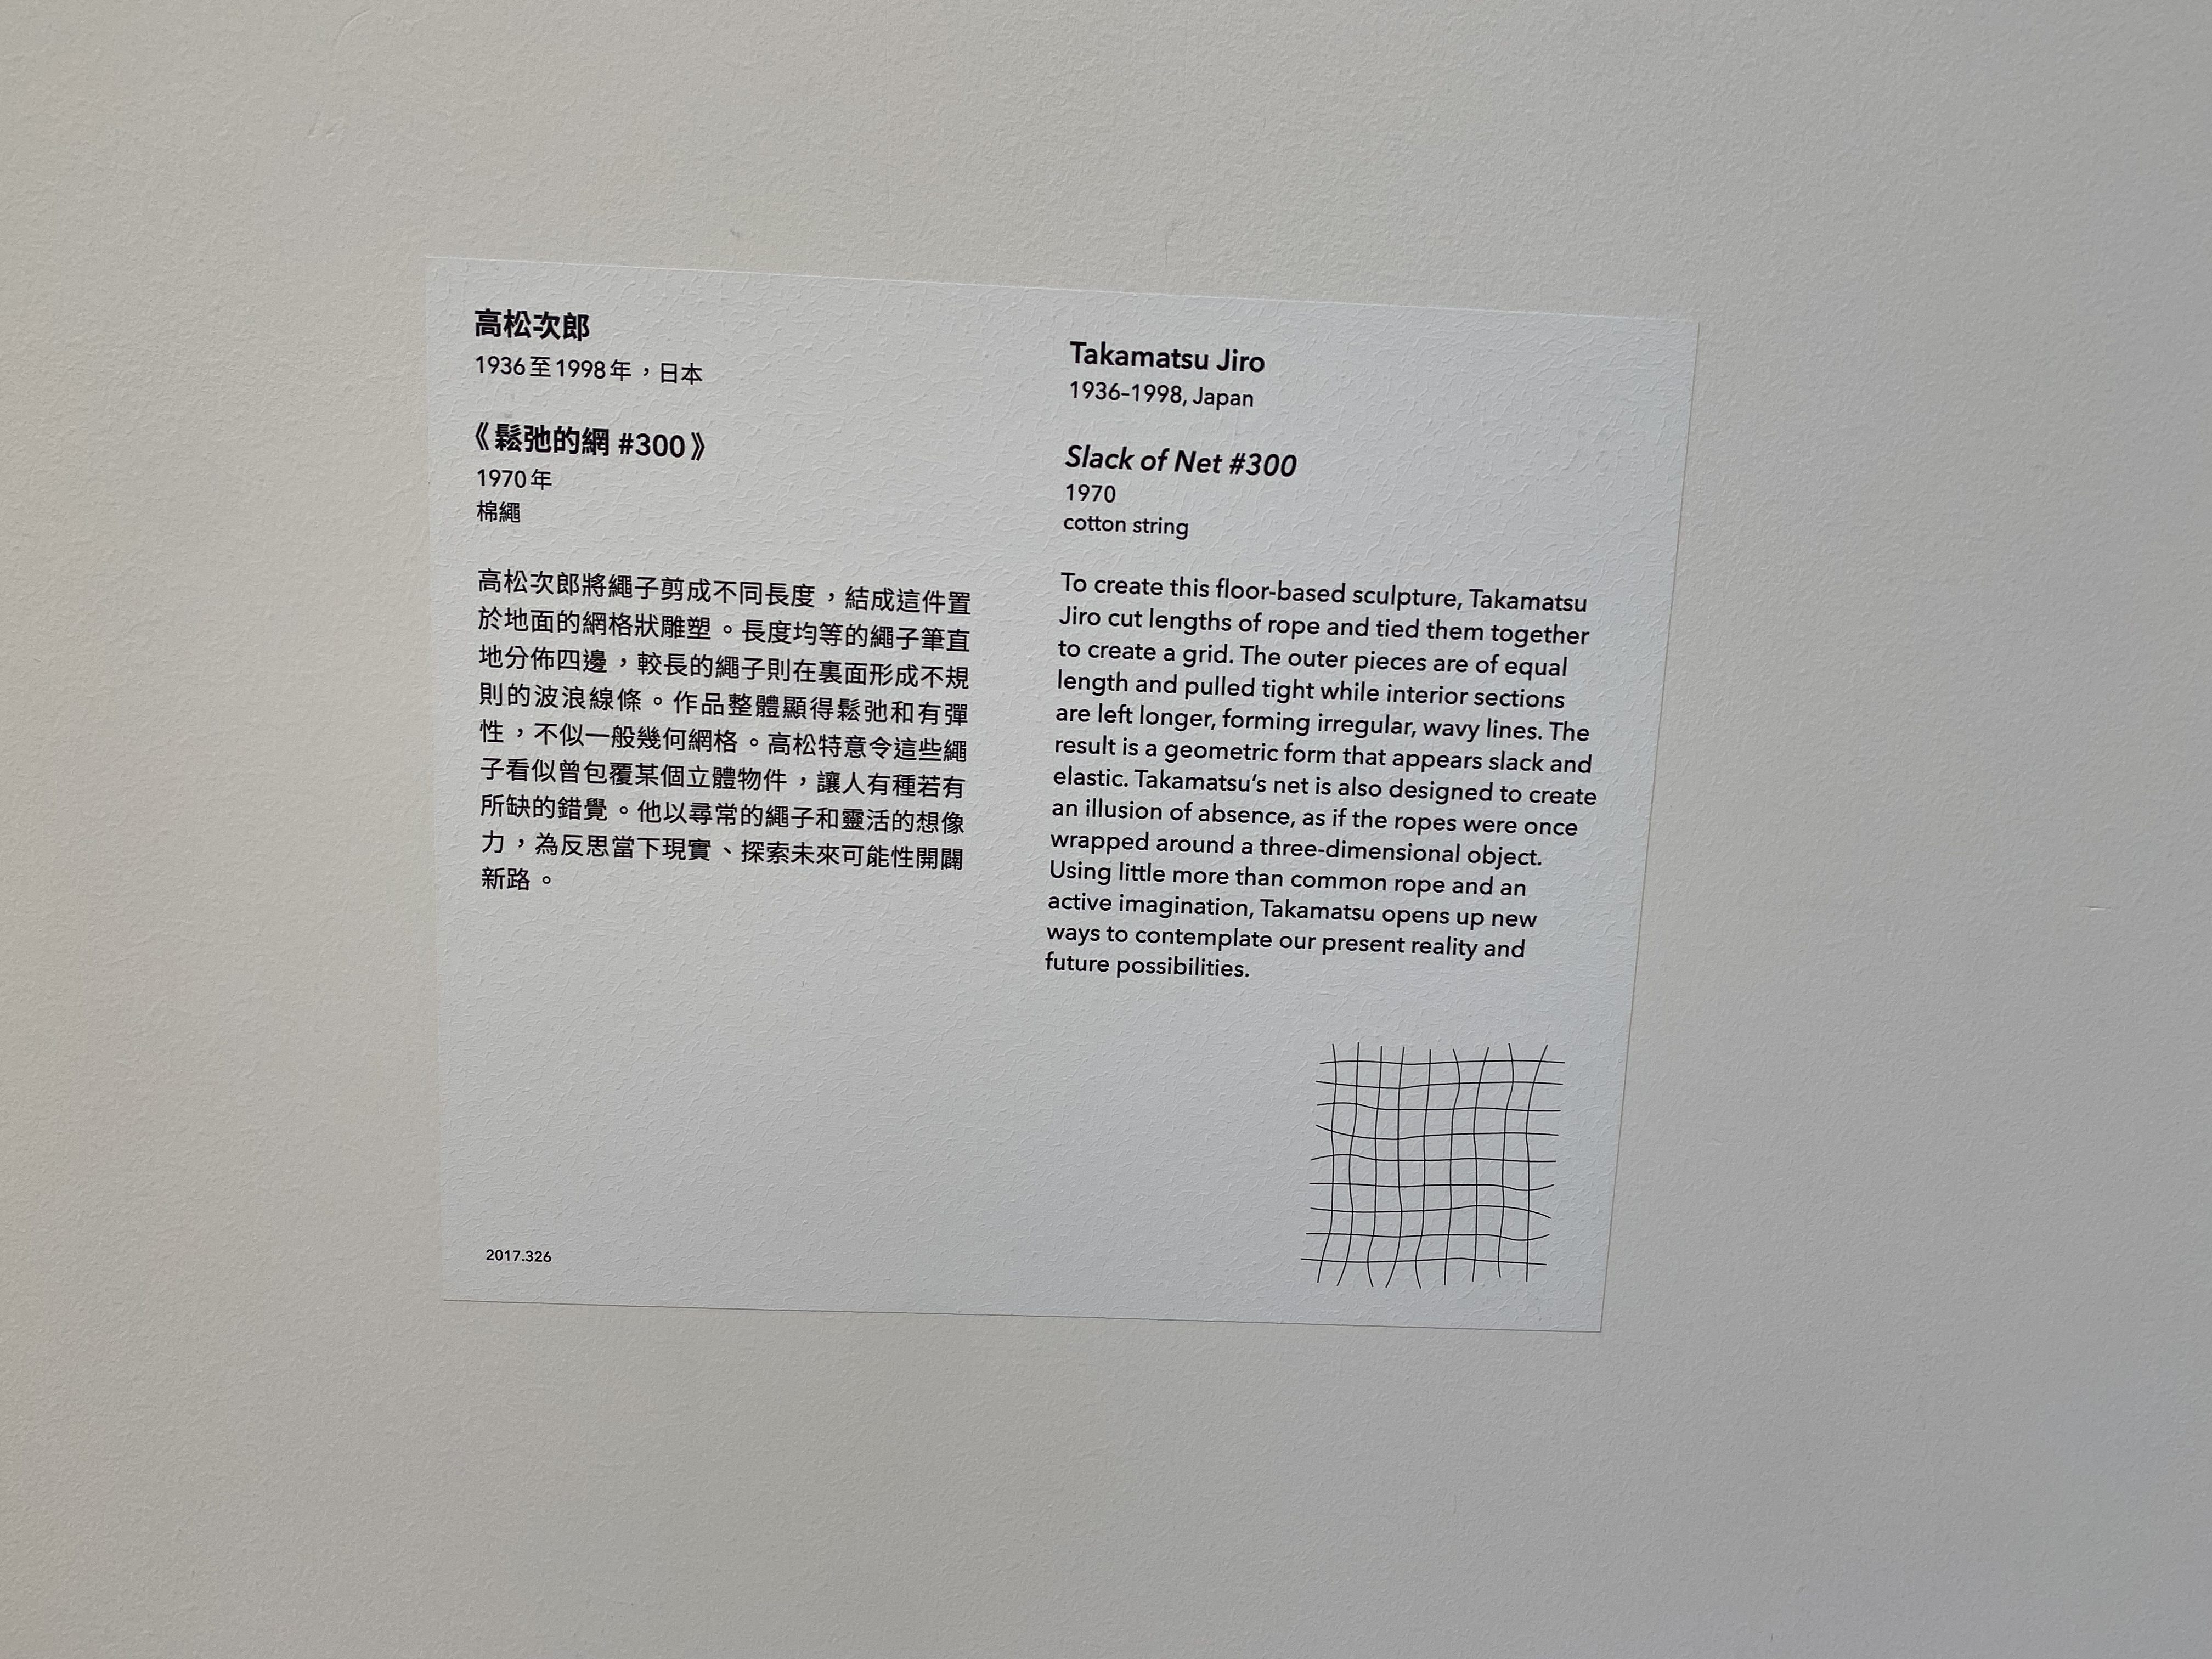 高松次郎
1936至1998年，日本
《鬆弛的網 #300》
1970年
棉繩
高松次郎將繩子剪成不同長度，結成這件置
於地面的網格狀雕塑。長度均等的繩子筆直
地分佈四邊，較長的繩子則在裏面形成不規
則的波浪線條。作品整體顯得鬆弛和有彈
性，不似一般幾何網格。高松特意令這些繩
子看似曾包覆某個立體物件，讓人有種若有
所缺的錯覺。他以尋常的繩子和靈活的想像
力，為反思當下現實、探索未來可能性開闢
新路。
2017.326
Takamatsu Jiro
1936–1998, Japan
Slack of Net #300
1970
cotton string
To create this floor-based sculpture, Takamatsu
Jiro cut lengths of rope and tied them together
to create a grid. The outer pieces are of equal
length and pulled tight while interior sections
are left longer, forming irregular, wavy lines. The
result is a geometric form that appears slack and
elastic. Takamatsu’s net is also designed to create
an illusion of absence, as if the ropes were once
wrapped around a three-dimensional object.
Using little more than common rope and an
active imagination, Takamatsu opens up new
ways to contemplate our present reality and
future possibilities.